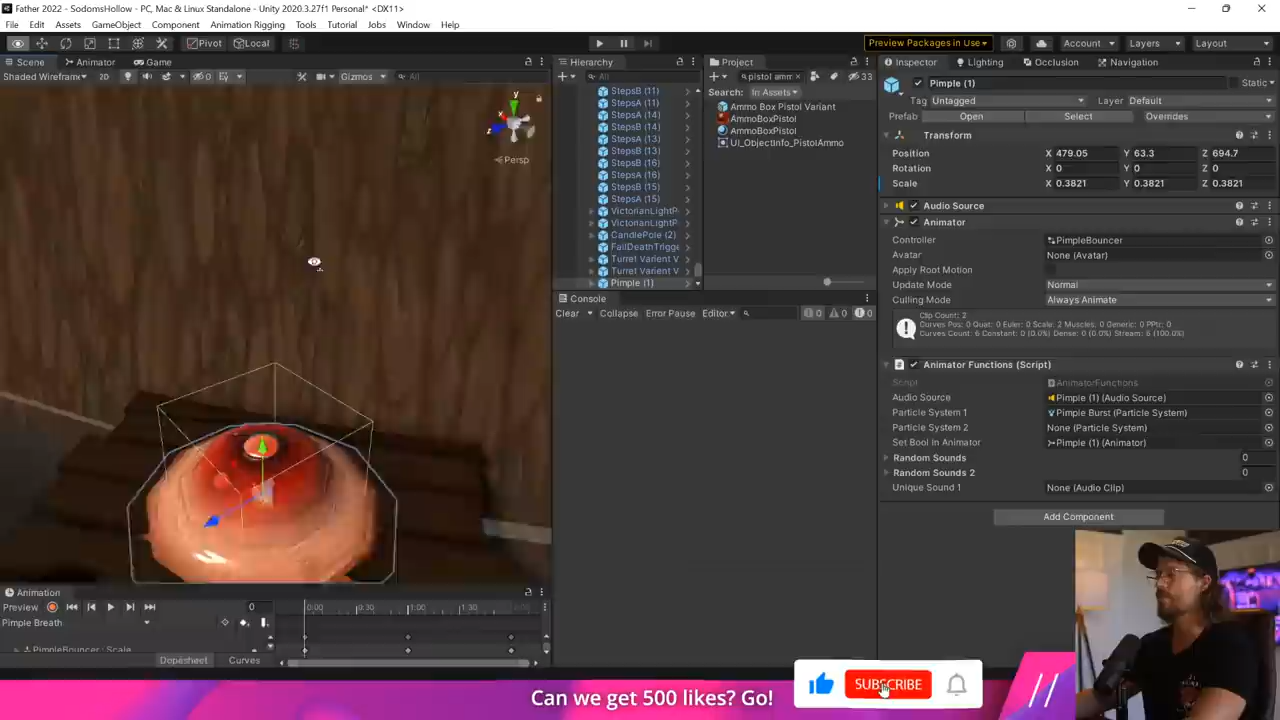 Father 2022 - SodomsHollow - PC, Mac & Linux Standalone - Unity 2020.3.27f1 Personal* <DX11>
File Edit Assets GameObject Component Animation Rigging Tools Tutorial Jobs Window Help
Pivot Local Preview Packages in Use Account Layers Layout
Scene Animator Game
Shaded Wireframe 2D 0 Gizmos All
y
x
z
Persp
Hierarchy
All
StepsB (11)
StepsA (11)
StepsA (14)
StepsB (14)
StepsA (13)
StepsB (13)
StepsB (16)
StepsA (16)
StepsB (15)
StepsA (15)
VictorianLightP
VictorianLightP
CandlePole (2)
FallDeathTrigge
Turret Varient V
Turret Varient V
Pimple (1)
Project
pistol amm 33
Search: In Assets
Ammo Box Pistol Variant
AmmoBoxPistol
AmmoBoxPistol
UI_ObjectInfo_PistolAmmo
Console
Clear Collapse Error Pause Editor 0 0 0
Inspector Lighting Occlusion Navigation
Pimple (1) Static
Tag Untagged Layer Default
Prefab Open Select Overrides
Transform
Position X 479.05 Y 63.3 Z 694.7
Rotation X 0 Y 0 Z 0
Scale X 0.3821 Y 0.3821 Z 0.3821
Audio Source
Animator
Controller PimpleBouncer
Avatar None (Avatar)
Apply Root Motion
Update Mode Normal
Culling Mode Always Animate
Clip Count: 2
Curves Pos: 0 Quat: 0 Euler: 0 Scale: 2 Muscles: 0 Generic: 0 PPtr: 0
Curves Count: 6 Constant: 0 (0.0%) Dense: 0 (0.0%) Stream: 6 (100.0%)
Animator Functions (Script)
Script AnimatorFunctions
Audio Source Pimple (1) (Audio Source)
Particle System 1 Pimple Burst (Particle System)
Particle System 2 None (Particle System)
Set Bool In Animator Pimple (1) (Animator)
Random Sounds 0
Random Sounds 2 0
Unique Sound 1 None (Audio Clip)
Add Component
Animation
Preview 0 0:00 0:30 1:00 1:30 2:00
Pimple Breath
PimpleBouncer : Scale
Dopesheet Curves
Can we get 500 likes? Go!
SUBSCRIBE
//